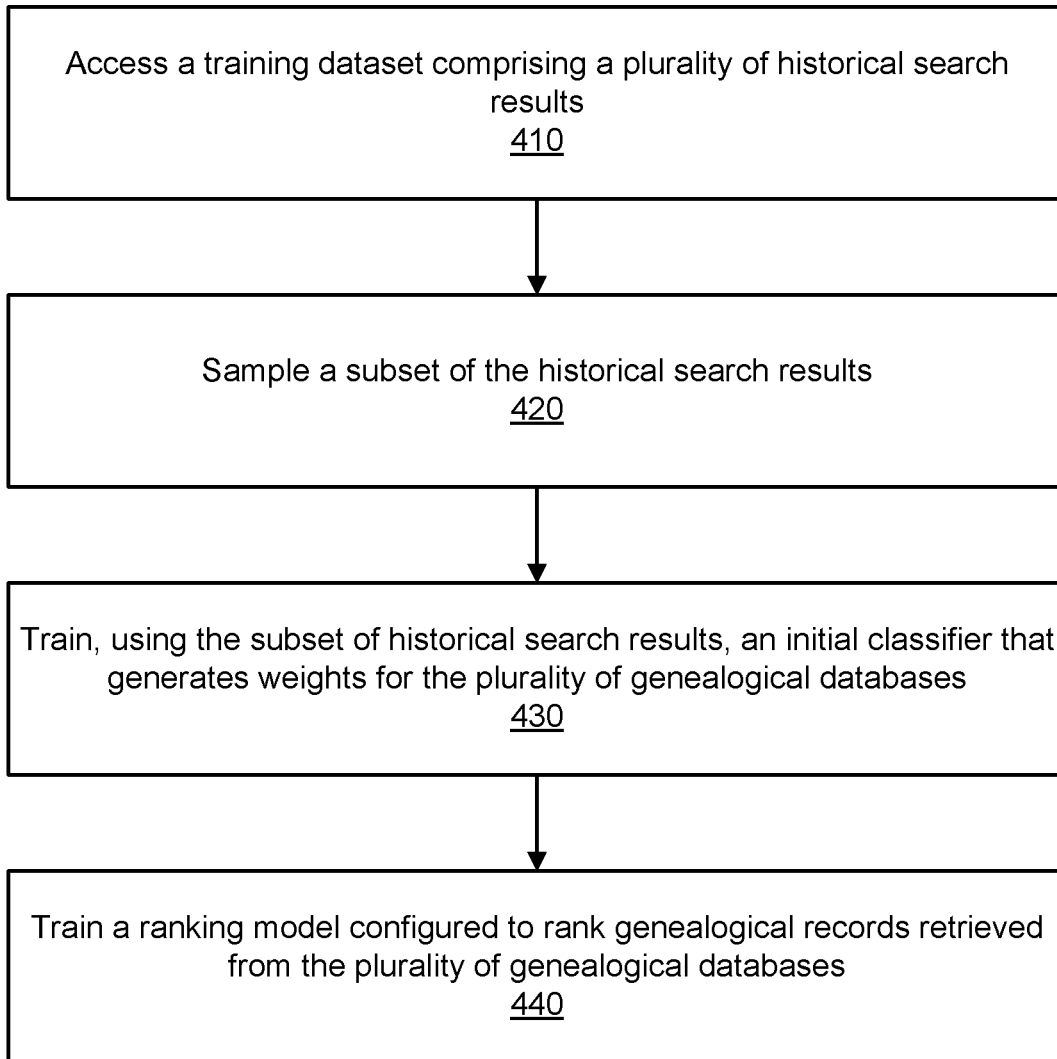 Access a training dataset comprising a plurality of historical search
results
410
Sample a subset of the historical search results
420
Train, using the subset of historical search results, an initial classifier that
generates weights for the plurality of genealogical databases
430
Train a ranking model configured to rank genealogical records retrieved
from the plurality of genealogical databases
440